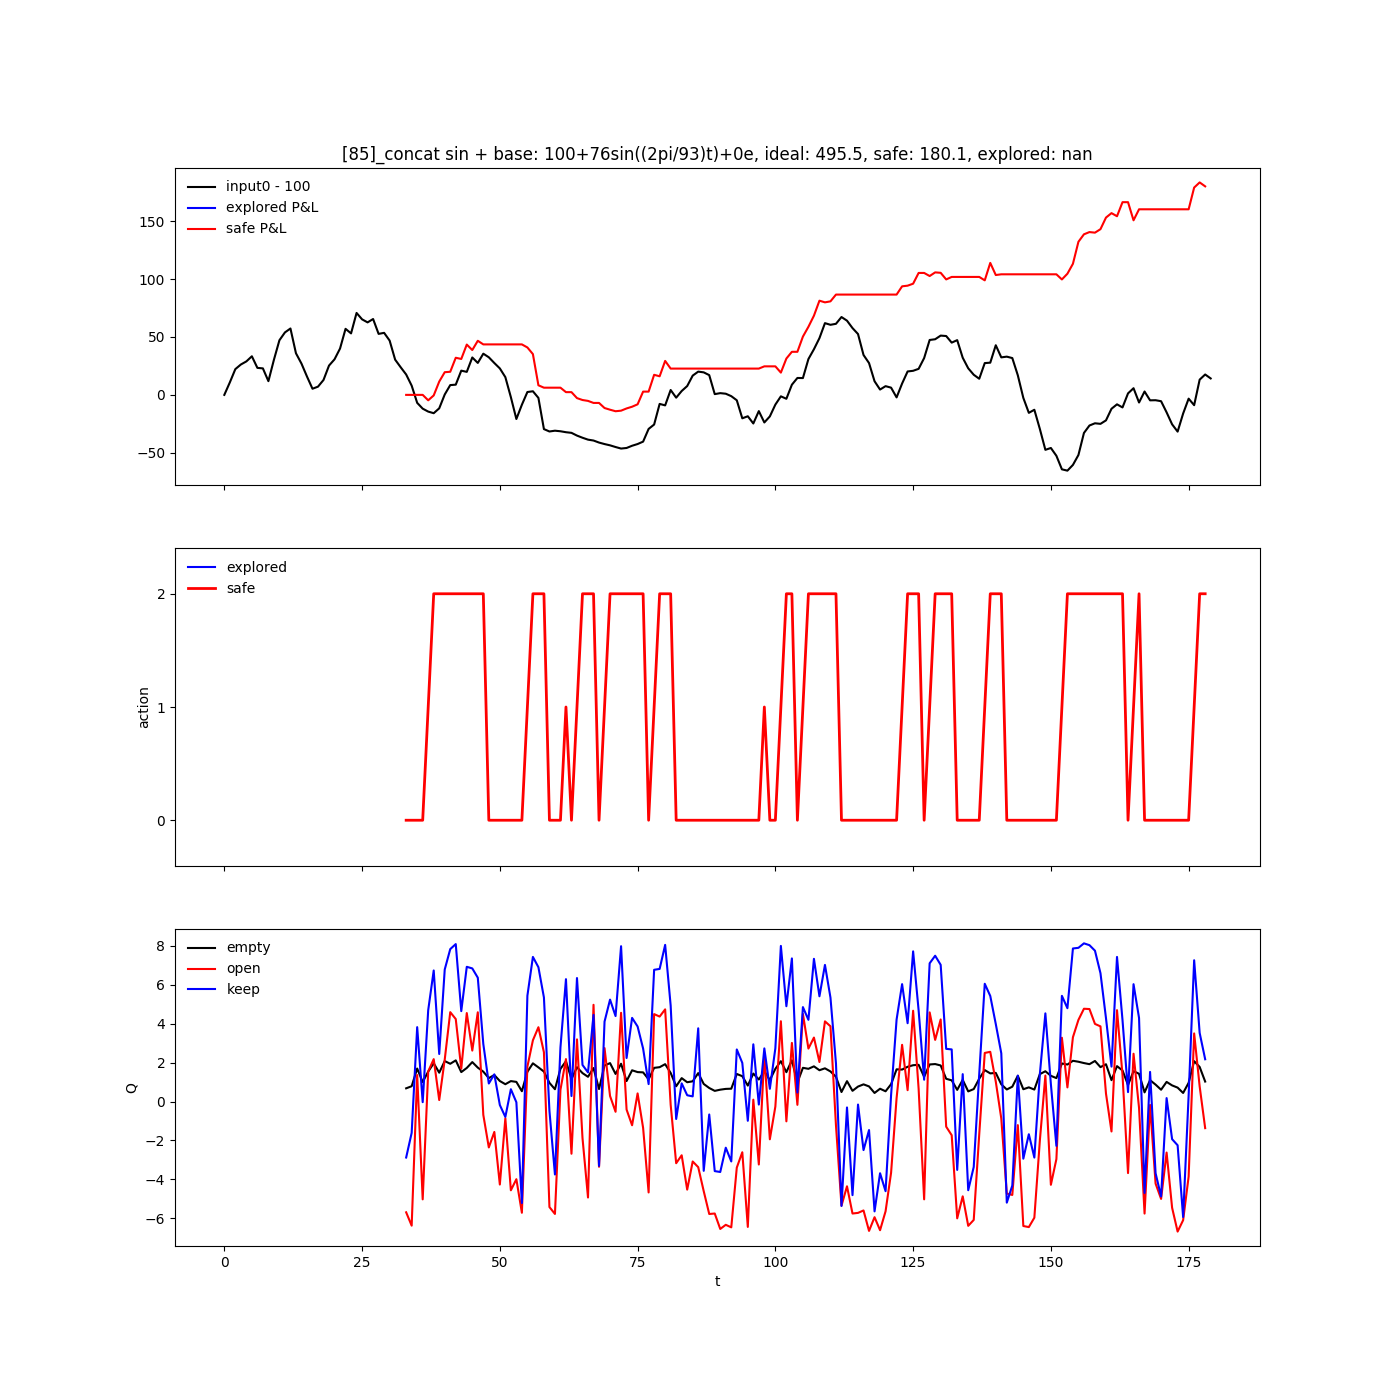 [85]_concat sin + base: 100+76sin((2pi/93)t)+0e, ideal: 495.5, safe: 180.1, explored: nan
input0 - 100
explored P&L
safe P&L
150
100
50
0
−50
explored
safe
2
1
0
action
empty
open
keep
8
6
4
2
0
−2
−4
−6
Q
0 25 50 75 100 125 150 175
t